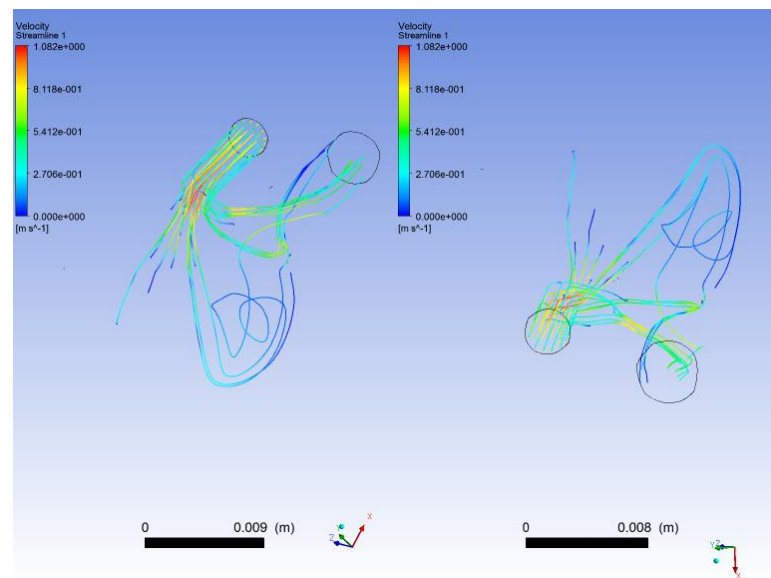 Velocity
Streamline 1
1.082e+000
8.118e-001
5.412e-001
2.706e-001
0.000e+000
[m s^-1]
0 0.009 (m)
X
Y
Z
Velocity
Streamline 1
1.082e+000
8.118e-001
5.412e-001
2.706e-001
0.000e+000
[m s^-1]
0 0.008 (m)
Y
Z
X